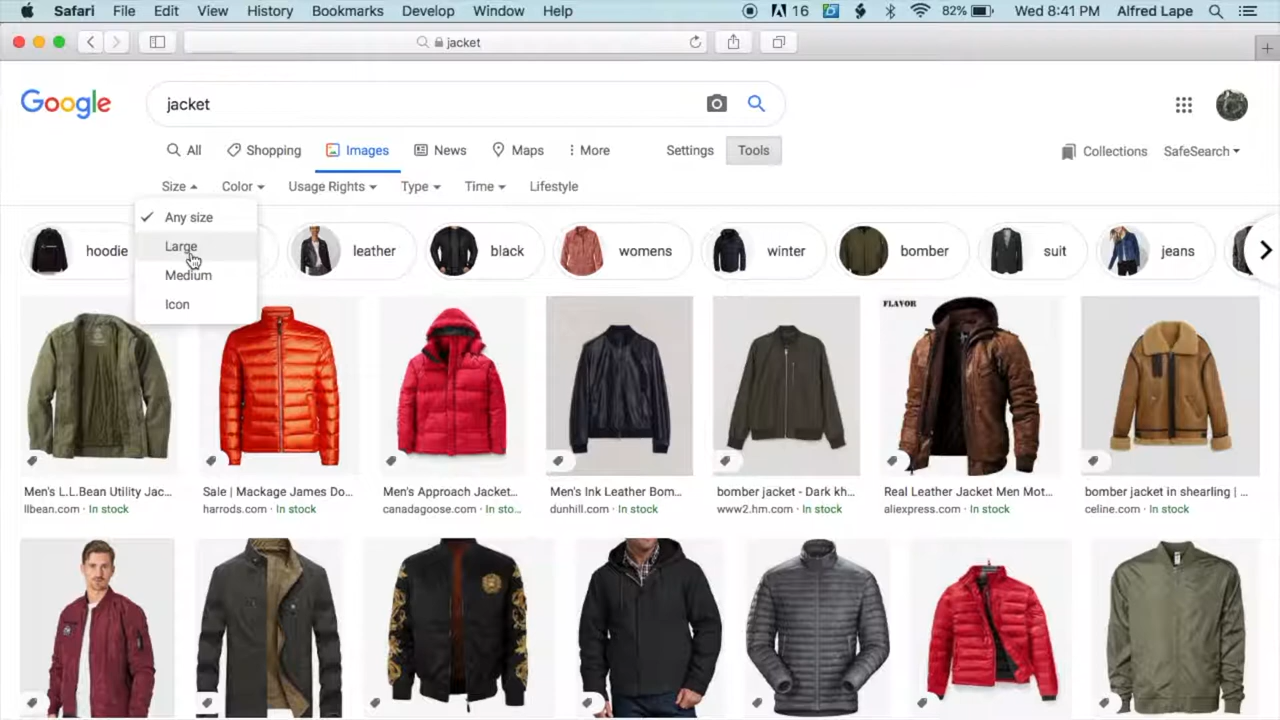 Safari File Edit View History Bookmarks Develop Window Help 16 82% Wed 8:41 PM Alfred Lape
jacket
Google jacket
All Shopping Images News Maps More Settings Tools Collections SafeSearch
Size Color Usage Rights Type Time Lifestyle
Any size
Large
Medium
Icon
hoodie leather black womens winter bomber suit jeans
FLAVOR
Men's L.L.Bean Utility Jac... Sale | Mackage James Do... Men's Approach Jacket... Men's Ink Leather Bom... bomber jacket - Dark kh... Real Leather Jacket Men Mot... bomber jacket in shearling | ...
llbean.com · In stock harrods.com · In stock canadagoose.com · In sto... dunhill.com · In stock www2.hm.com · In stock aliexpress.com · In stock celine.com · In stock